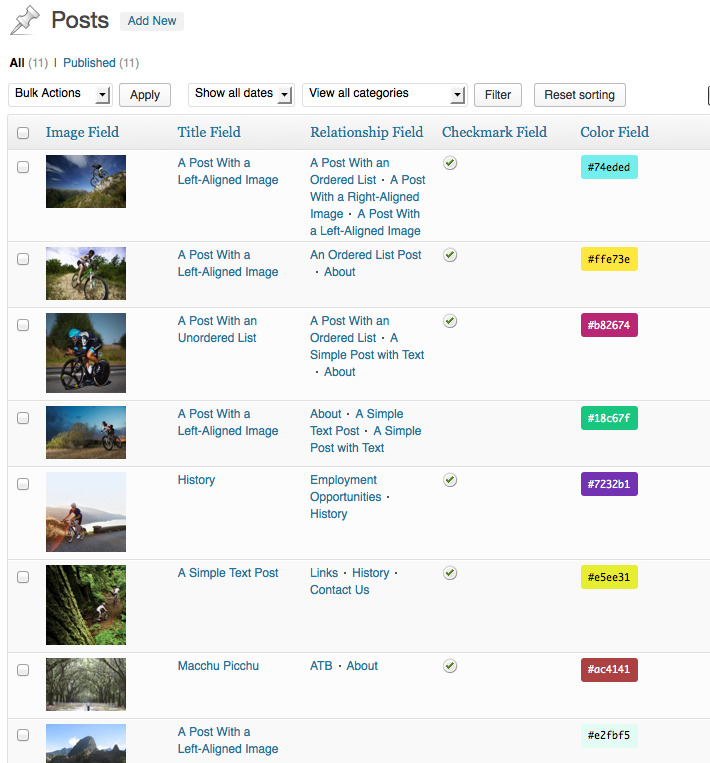 Posts Add New
All (11) | Published (11)
Bulk Actions Apply Show all dates View all categories Filter Reset sorting
Image Field Title Field Relationship Field Checkmark Field Color Field
A Post With a
Left-Aligned Image
A Post With an
Ordered List · A Post
With a Right-Aligned
Image · A Post With
a Left-Aligned Image
#74eded
A Post With a
Left-Aligned Image
An Ordered List Post
· About
#ffe73e
A Post With an
Unordered List
A Post With an
Ordered List · A
Simple Post with Text
· About
#b82674
A Post With a
Left-Aligned Image
About · A Simple
Text Post · A Simple
Post with Text
#18c67f
History
Employment
Opportunities ·
History
#7232b1
A Simple Text Post
Links · History ·
Contact Us
#e5ee31
Macchu Picchu
ATB · About
#ac4141
A Post With a
Left-Aligned Image
#e2fbf5